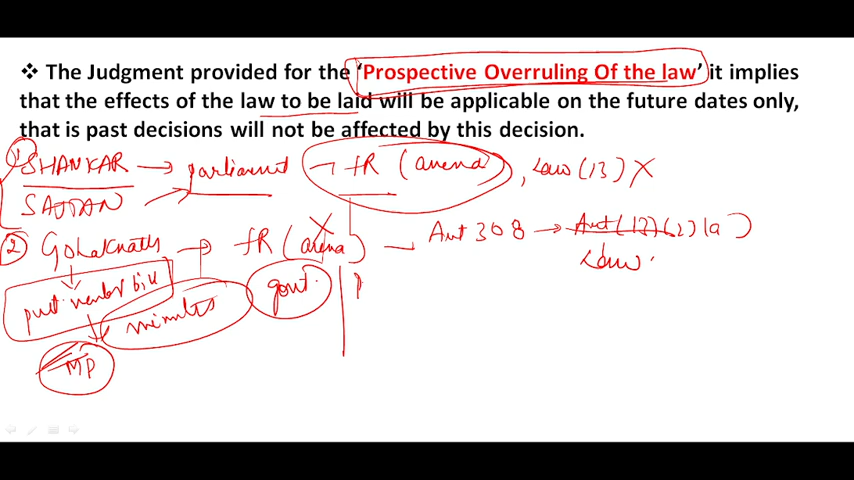 ❖ The Judgment provided for the ‘Prospective Overruling Of the law’ it implies
that the effects of the law to be laid will be applicable on the future dates only,
that is past decisions will not be affected by this decision.
1 SHANKAR → parliament → FR (arena) , Law (13) X
SAJJAN
2 Golaknath → FR (arena) → Art 368 → Art (13)(2)(a)
Law
pvt. member bill
minister
govt.
MP